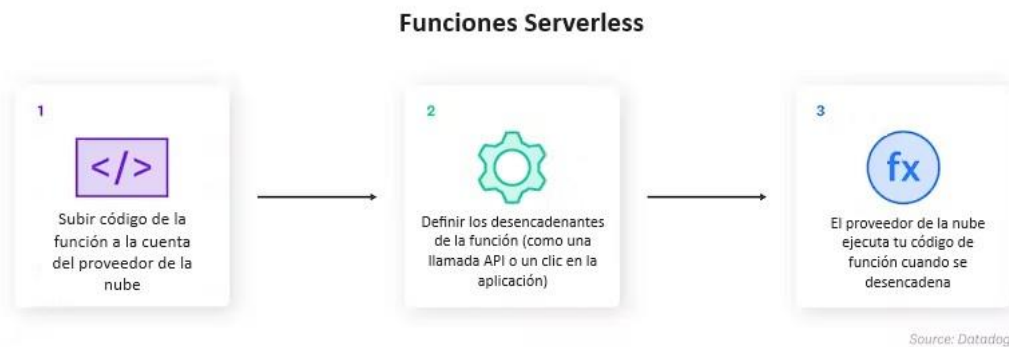 Funciones Serverless
1
</>
Subir código de la
función a la cuenta
del proveedor de la
nube
2
Definir los desencadenantes
de la función (como una
llamada API o un clic en la
aplicación)
3
fx
El proveedor de la nube
ejecuta tu código de
función cuando se
desencadena
Source: Datadog